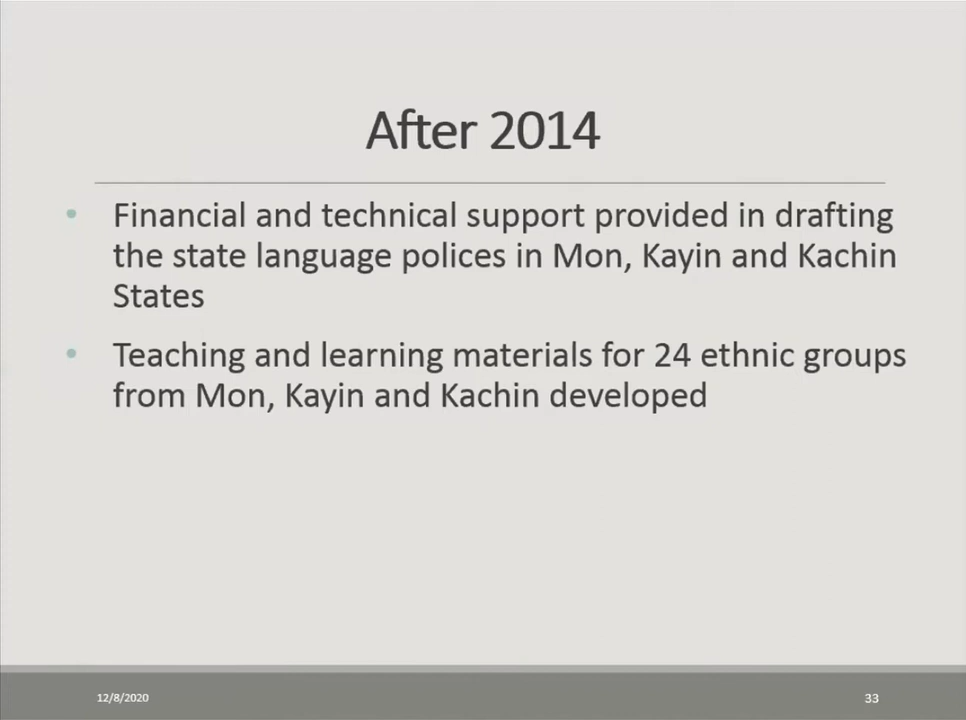 After 2014
• Financial and technical support provided in drafting
the state language polices in Mon, Kayin and Kachin
States
• Teaching and learning materials for 24 ethnic groups
from Mon, Kayin and Kachin developed
12/8/2020
33